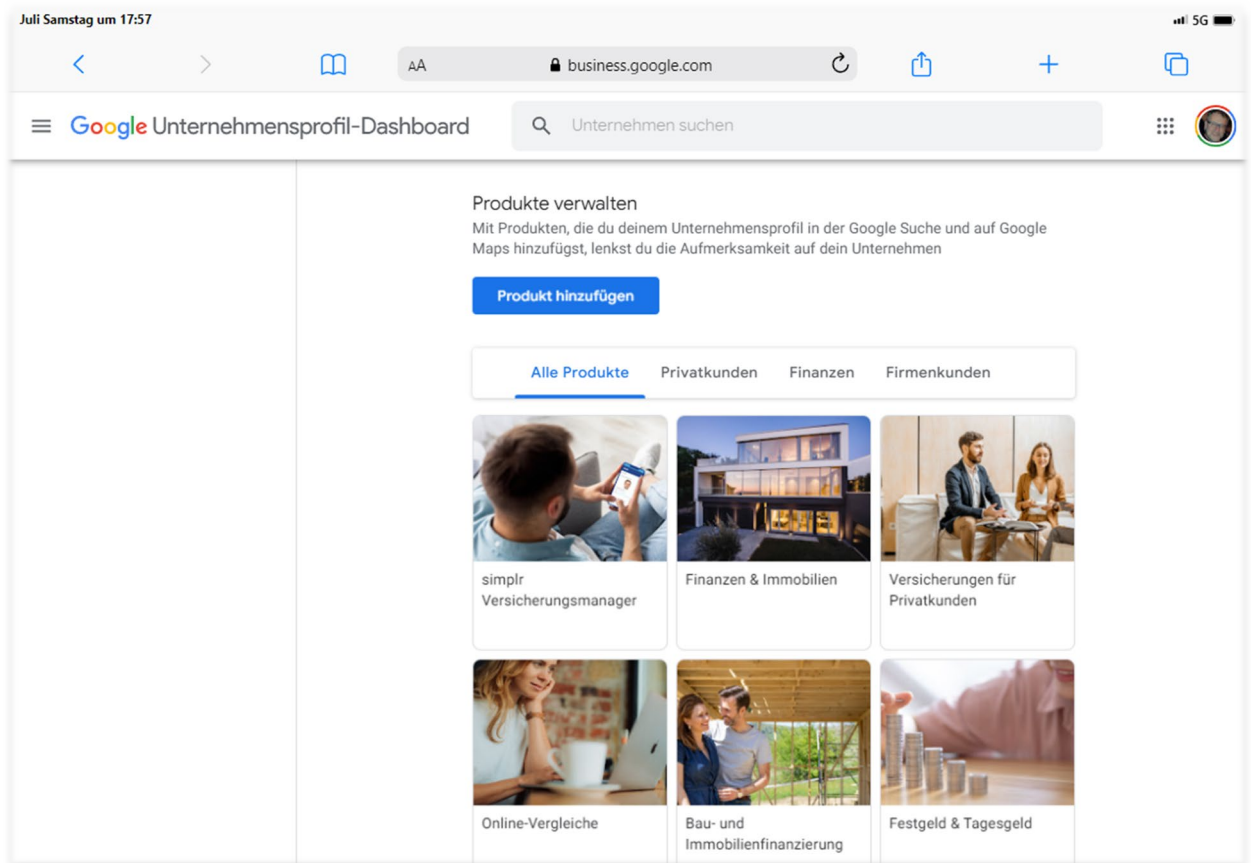 Juli Samstag um 17:57
5G
AA
business.google.com
Google Unternehmensprofil-Dashboard
Unternehmen suchen
Produkte verwalten
Mit Produkten, die du deinem Unternehmensprofil in der Google Suche und auf Google
Maps hinzufügst, lenkst du die Aufmerksamkeit auf dein Unternehmen
Produkt hinzufügen
Alle Produkte Privatkunden Finanzen Firmenkunden
simplr
Versicherungsmanager
Finanzen & Immobilien
Versicherungen für
Privatkunden
Online-Vergleiche
Bau- und
Immobilienfinanzierung
Festgeld & Tagesgeld